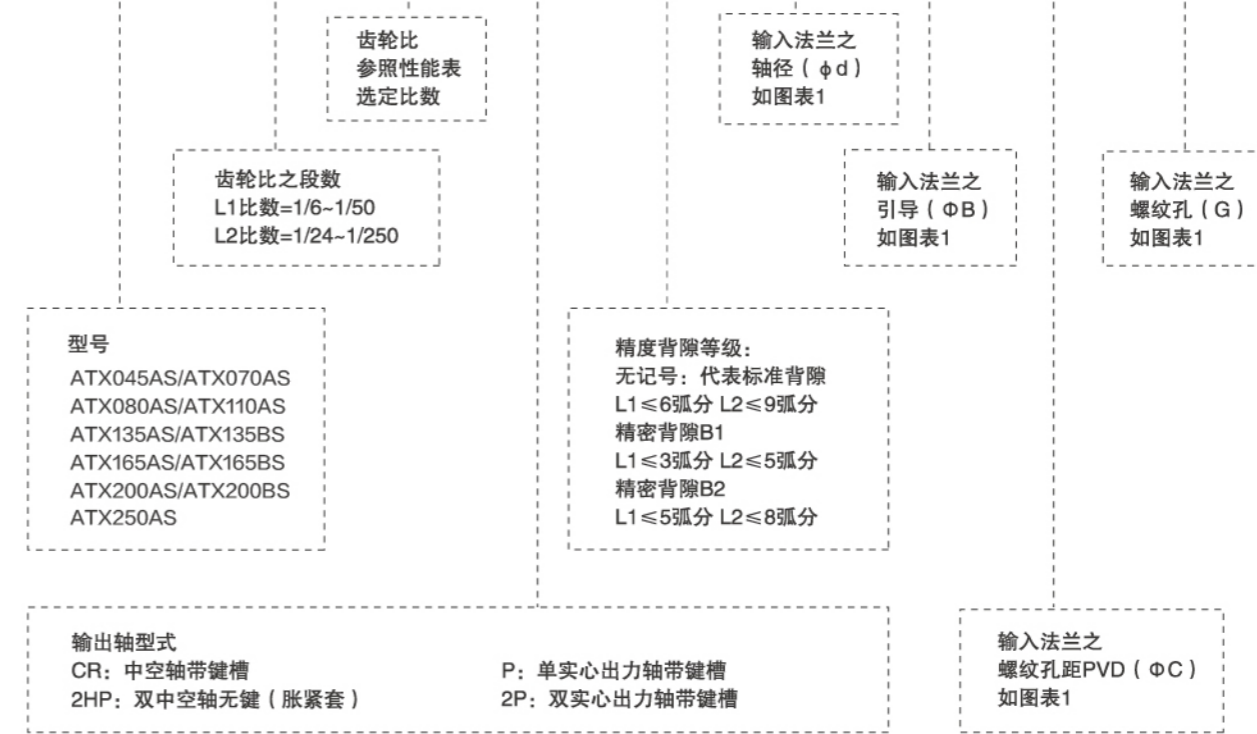 齿轮比
参照性能表
选定比数
输入法兰之
轴径（ϕd）
如图表1
齿轮比之段数
L1比数=1/6~1/50
L2比数=1/24~1/250
输入法兰之
引导（ΦB）
如图表1
输入法兰之
螺纹孔（G）
如图表1
型号
ATX045AS/ATX070AS
ATX080AS/ATX110AS
ATX135AS/ATX135BS
ATX165AS/ATX165BS
ATX200AS/ATX200BS
ATX250AS
精度背隙等级：
无记号：代表标准背隙
L1≤6弧分 L2≤9弧分
精密背隙B1
L1≤3弧分 L2≤5弧分
精密背隙B2
L1≤5弧分 L2≤8弧分
输出轴型式
CR：中空轴带键槽
P：单实心出力轴带键槽
2HP：双中空轴无键（胀紧套）
2P：双实心出力轴带键槽
输入法兰之
螺纹孔距PVD（ΦC）
如图表1